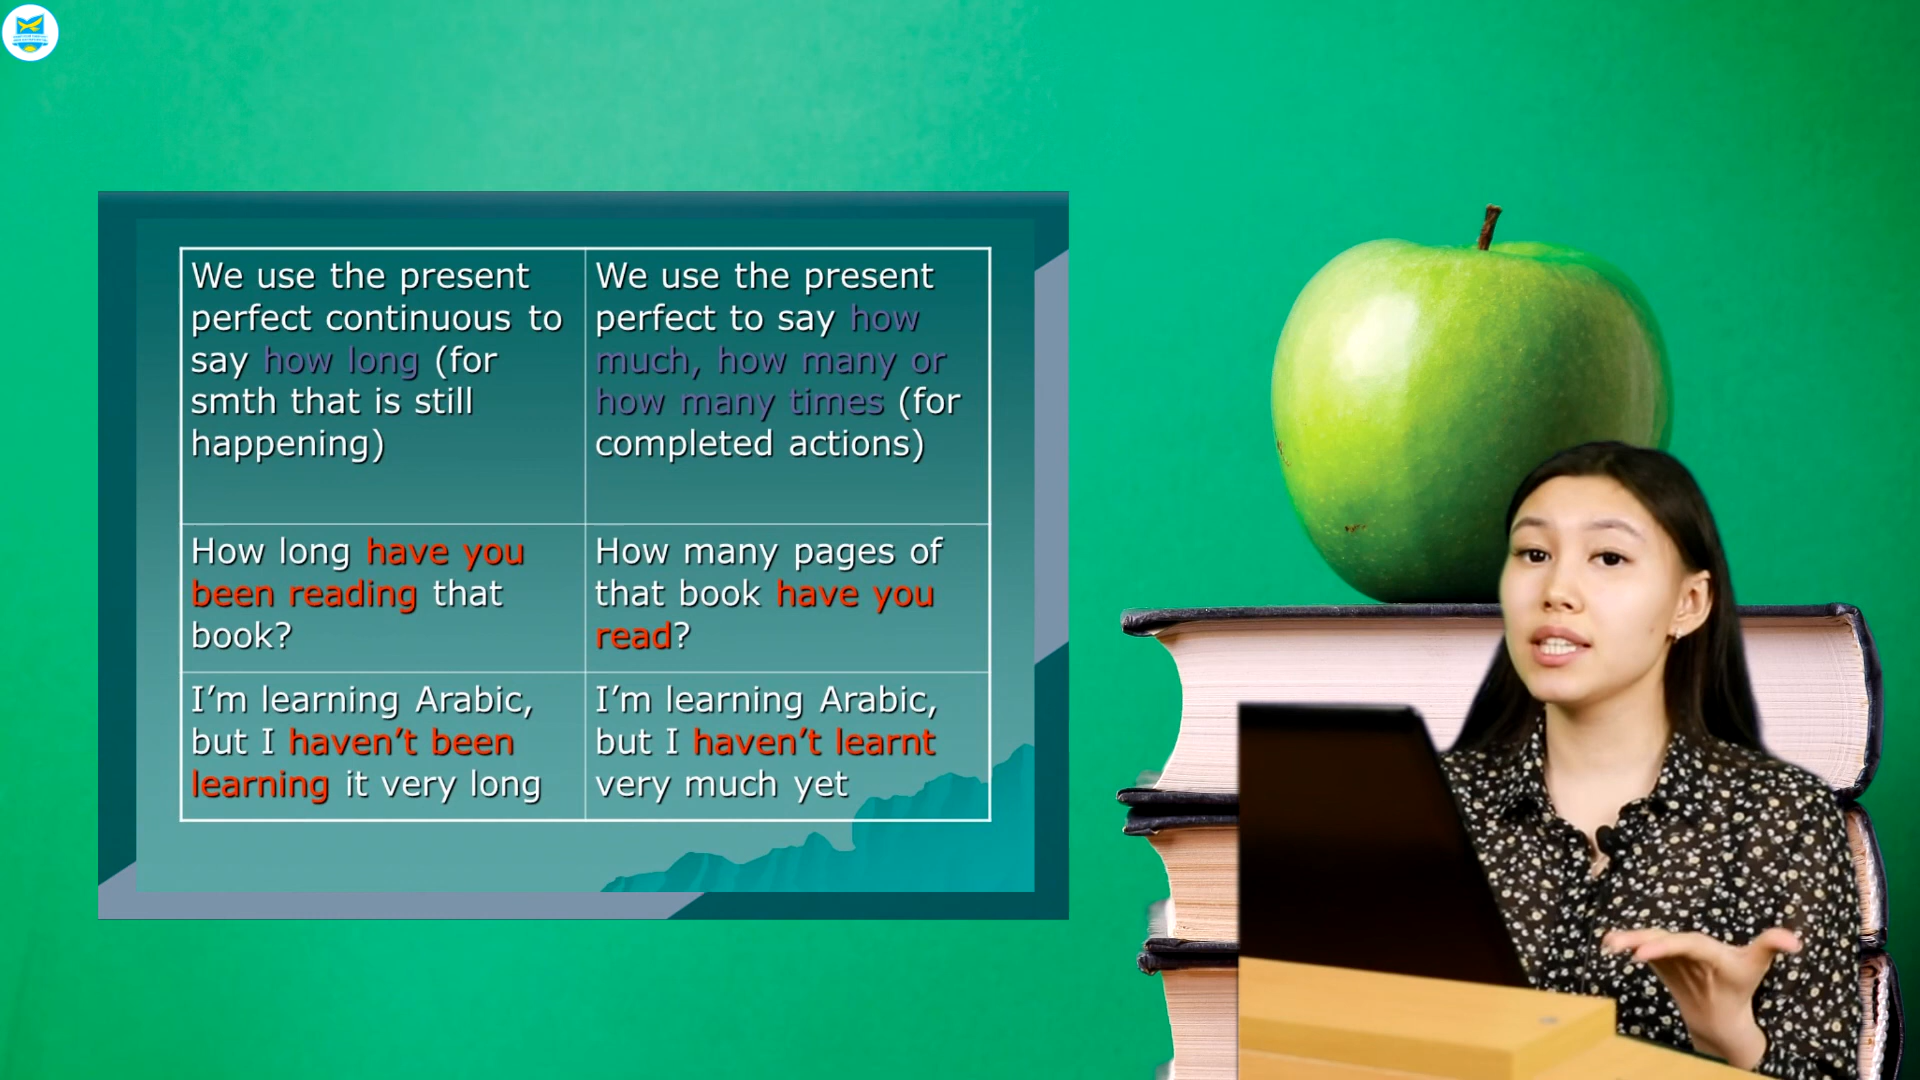 We use the present
perfect continuous to
say how long (for
smth that is still
happening)
We use the present
perfect to say how
much, how many or
how many times (for
completed actions)
How long have you
been reading that
book?
How many pages of
that book have you
read?
I’m learning Arabic,
but I haven’t been
learning it very long
I’m learning Arabic,
but I haven’t learnt
very much yet